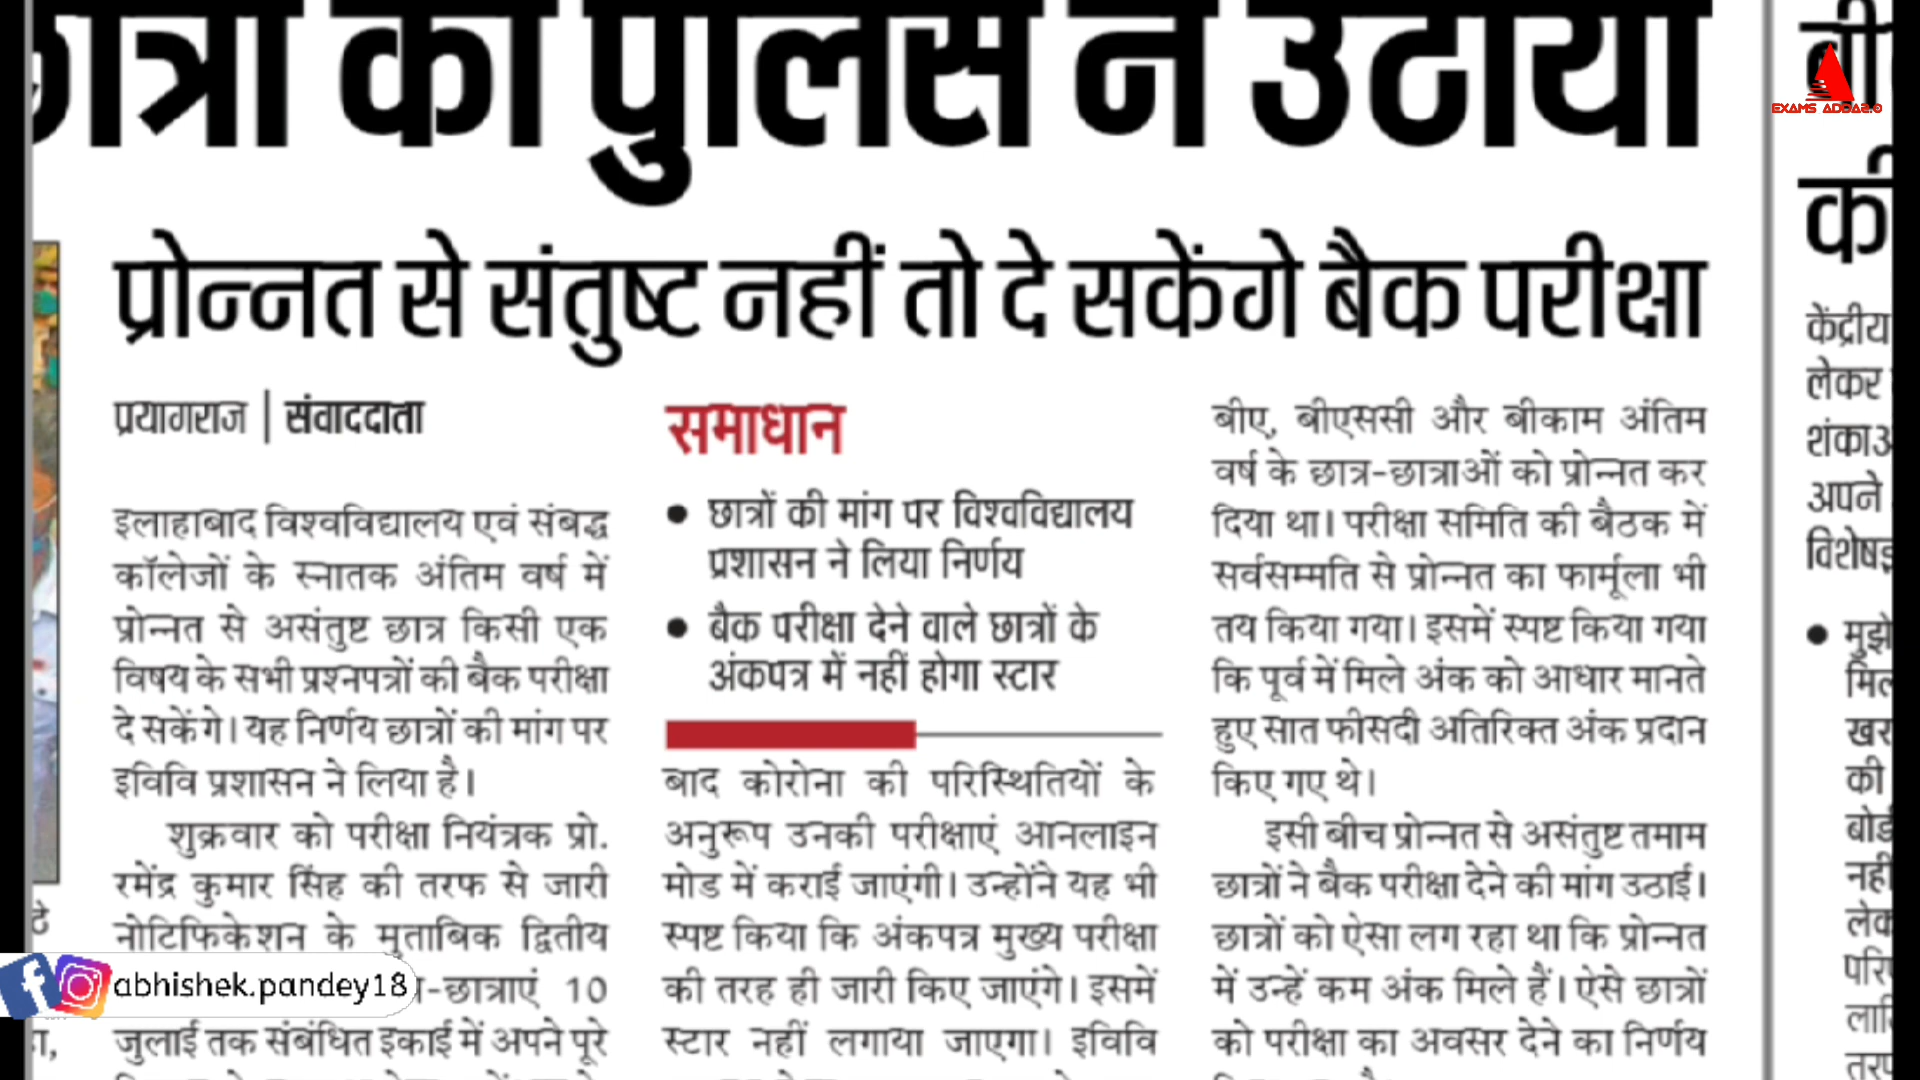 छात्रों को पुलिस ने उठाया
प्रोन्नत से संतुष्ट नहीं तो दे सकेंगे बैक परीक्षा
प्रयागराज | संवाददाता
इलाहाबाद विश्वविद्यालय एवं संबद्ध
कॉलेजों के स्नातक अंतिम वर्ष में
प्रोन्नत से असंतुष्ट छात्र किसी एक
विषय के सभी प्रश्नपत्रों की बैक परीक्षा
दे सकेंगे। यह निर्णय छात्रों की मांग पर
इविवि प्रशासन ने लिया है।
शुक्रवार को परीक्षा नियंत्रक प्रो.
रमेंद्र कुमार सिंह की तरफ से जारी
नोटिफिकेशन के मुताबिक द्वितीय
-छात्राएं 10
जुलाई तक संबंधित इकाई में अपने पूरे
समाधान
• छात्रों की मांग पर विश्वविद्यालय
प्रशासन ने लिया निर्णय
• बैक परीक्षा देने वाले छात्रों के
अंकपत्र में नहीं होगा स्टार
बाद कोरोना की परिस्थितियों के
अनुरूप उनकी परीक्षाएं आनलाइन
मोड में कराई जाएंगी। उन्होंने यह भी
स्पष्ट किया कि अंकपत्र मुख्य परीक्षा
की तरह ही जारी किए जाएंगे। इसमें
स्टार नहीं लगाया जाएगा। इविवि
बीए, बीएससी और बीकाम अंतिम
वर्ष के छात्र-छात्राओं को प्रोन्नत कर
दिया था। परीक्षा समिति की बैठक में
सर्वसम्मति से प्रोन्नत का फार्मूला भी
तय किया गया। इसमें स्पष्ट किया गया
कि पूर्व में मिले अंक को आधार मानते
हुए सात फीसदी अतिरिक्त अंक प्रदान
किए गए थे।
इसी बीच प्रोन्नत से असंतुष्ट तमाम
छात्रों ने बैक परीक्षा देने की मांग उठाई।
छात्रों को ऐसा लग रहा था कि प्रोन्नत
में उन्हें कम अंक मिले हैं। ऐसे छात्रों
को परीक्षा का अवसर देने का निर्णय
की
केंद्रीय
लेकर
अपने
• मुझे
की
EXAMS ADDA2.0
abhishek.pandey18